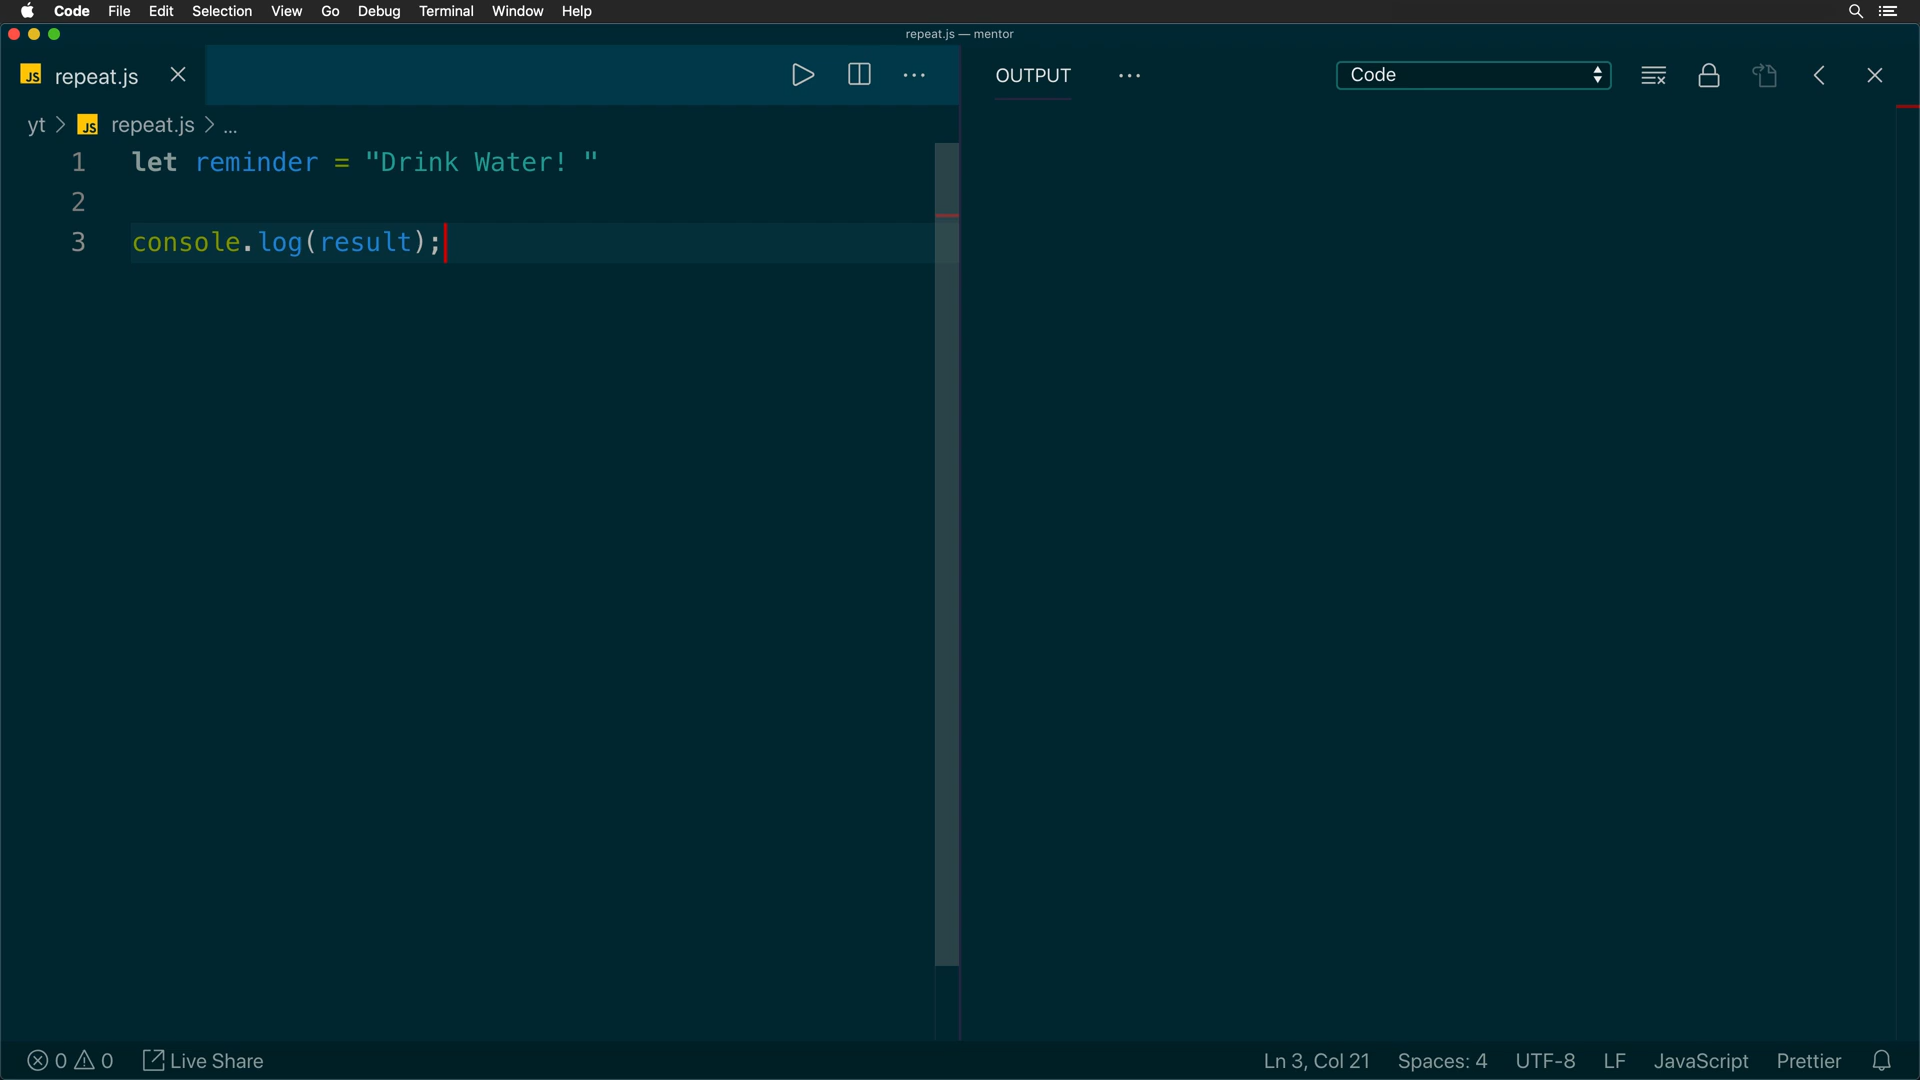 Code File Edit Selection View Go Debug Terminal Window Help
repeat.js — mentor
JS repeat.js
OUTPUT ··· Code
yt > JS repeat.js > ...
1 let reminder = "Drink Water! "
2
3 console.log(result);
0 0 Live Share Ln 3, Col 21 Spaces: 4 UTF-8 LF JavaScript Prettier